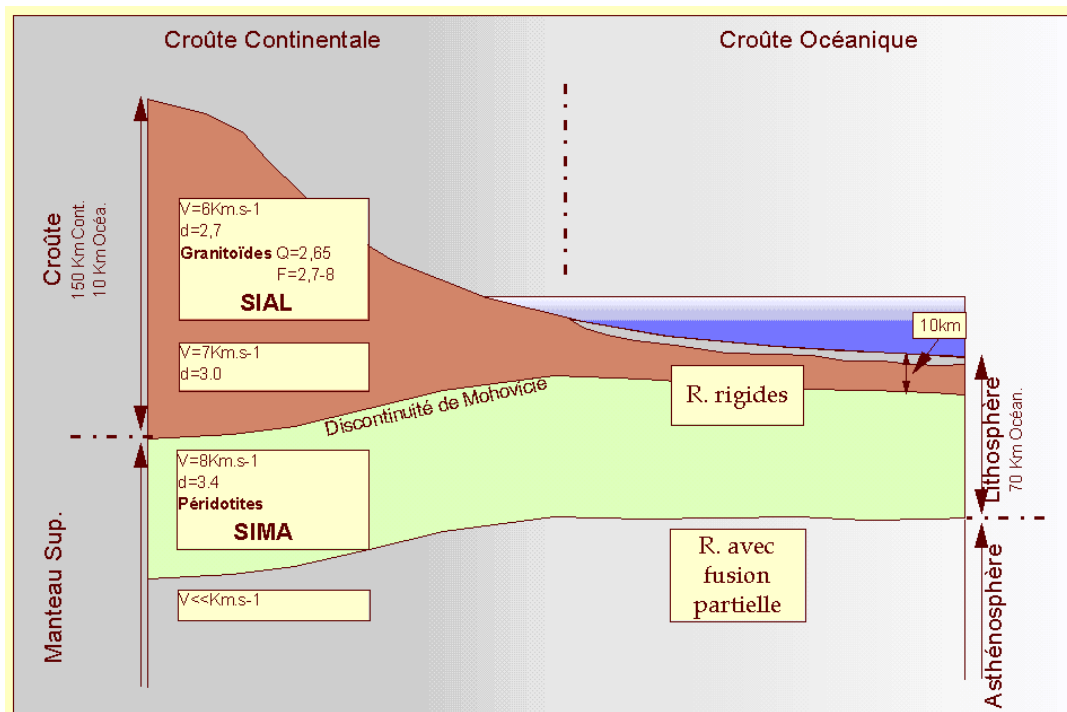 Croûte Continentale
Croûte Océanique
Croûte
150 Km Cont.
10 Km Océa.
V=6Km.s-1
d=2,7
Granitoïdes Q=2,65
F=2,7-8
SIAL
V=7Km.s-1
d=3.0
10km
Discontinuité de Mohovicie
R. rigides
Lithosphère
70 Km Océan.
Manteau Sup.
V=8Km.s-1
d=3.4
Péridotites
SIMA
V<<Km.s-1
R. avec
fusion
partielle
Asthénosphère